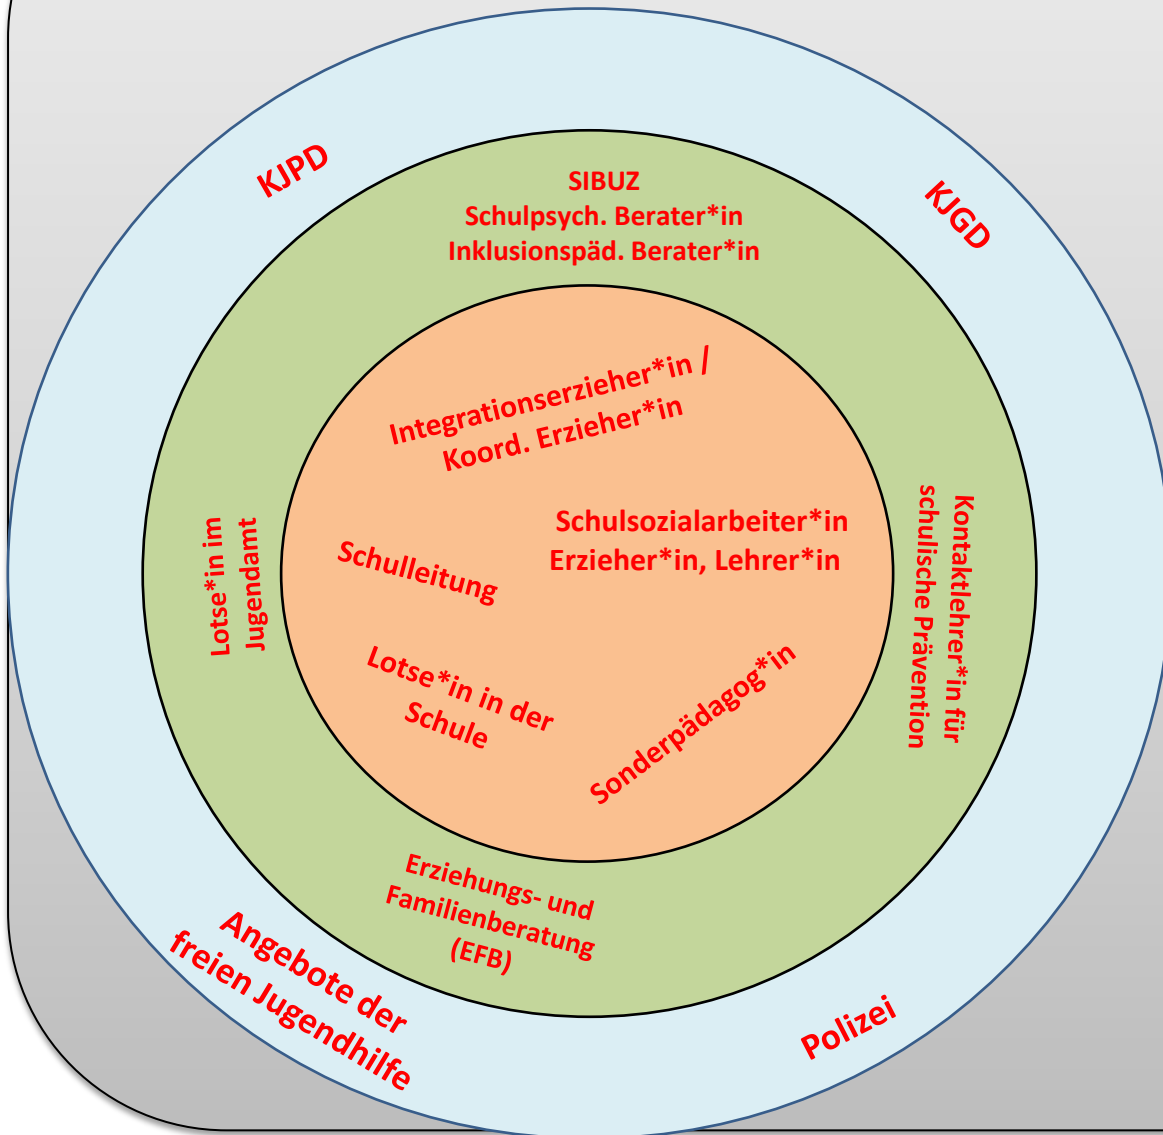 KJPD
SIBUZ
Schulpsych. Berater*in
Inklusionspäd. Berater*in
KJGD
Integrationserzieher*in /
Koord. Erzieher*in
Schulsozialarbeiter*in
Erzieher*in, Lehrer*in
Schulleitung
Lotse*in im
Jugendamt
Kontaktlehrer*in für
schulische Prävention
Lotse*in in der
Schule
Sonderpädagog*in
Erziehungs- und
Familienberatung
(EFB)
Angebote der
freien Jugendhilfe
Polizei